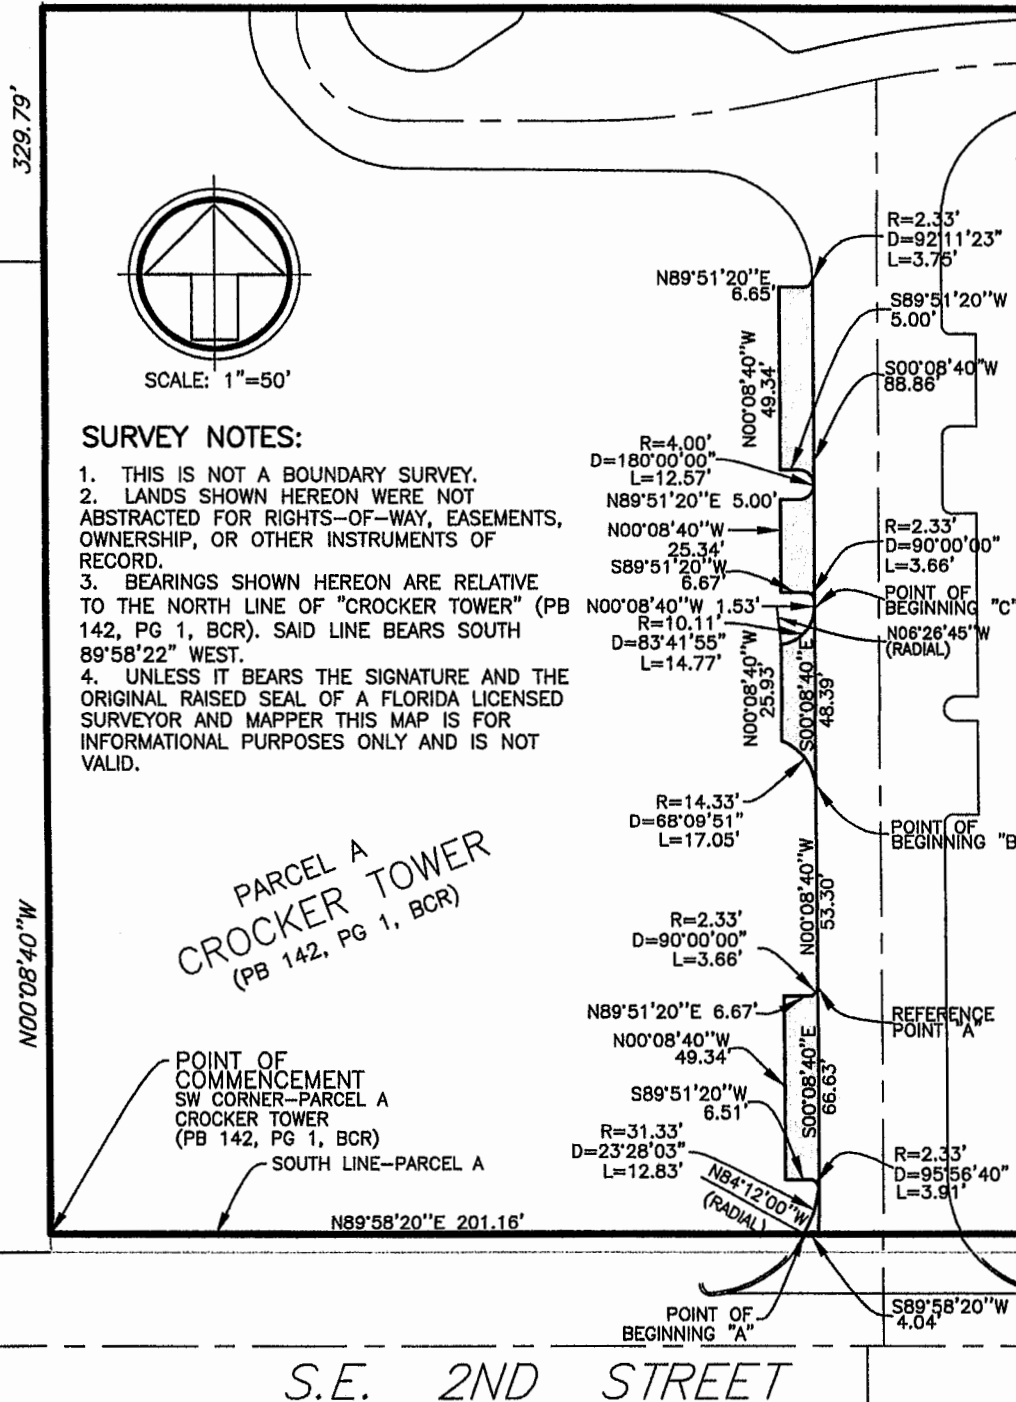 329.79'
R=2.33'
D=92°11'23"
L=3.75'
N89°51'20"E
6.65'
S89°51'20"W
5.00'
N00°08'40"W
49.34'
S00°08'40"W
88.86'
SCALE: 1"=50'
SURVEY NOTES:
1. THIS IS NOT A BOUNDARY SURVEY.
2. LANDS SHOWN HEREON WERE NOT
ABSTRACTED FOR RIGHTS-OF-WAY, EASEMENTS,
OWNERSHIP, OR OTHER INSTRUMENTS OF
RECORD.
3. BEARINGS SHOWN HEREON ARE RELATIVE
TO THE NORTH LINE OF "CROCKER TOWER" (PB
142, PG 1, BCR). SAID LINE BEARS SOUTH
89°58'22" WEST.
4. UNLESS IT BEARS THE SIGNATURE AND THE
ORIGINAL RAISED SEAL OF A FLORIDA LICENSED
SURVEYOR AND MAPPER THIS MAP IS FOR
INFORMATIONAL PURPOSES ONLY AND IS NOT
VALID.
R=4.00'
D=180°00'00"
L=12.57'
N89°51'20"E 5.00'
N00°08'40"W
25.34'
S89°51'20"W
6.67'
R=2.33'
D=90°00'00"
L=3.66'
POINT OF
BEGINNING "C"
N00°08'40"W 1.53'
R=10.11'
D=83°41'55"
L=14.77'
N06°26'45"W
(RADIAL)
N00°08'40"W
25.93'
S00°08'40"E
48.39'
R=14.33'
D=68°09'51"
L=17.05'
POINT OF
BEGINNING "B
PARCEL A
CROCKER TOWER
(PB 142, PG 1, BCR)
N00°08'40"W
53.30'
R=2.33'
D=90°00'00"
L=3.66'
N00°08'40"W
N89°51'20"E 6.67'
REFERENCE
POINT "A"
N00°08'40"W
49.34'
S00°08'40"E
66.63'
S89°51'20"W
6.51'
POINT OF
COMMENCEMENT
SW CORNER-PARCEL A
CROCKER TOWER
(PB 142, PG 1, BCR)
SOUTH LINE-PARCEL A
R=31.33'
D=23°28'03"
L=12.83'
N84°12'00"W
(RADIAL)
R=2.33'
D=95°56'40"
L=3.91'
N89°58'20"E 201.16'
POINT OF
BEGINNING "A"
S89°58'20"W
4.04'
S.E. 2ND STREET